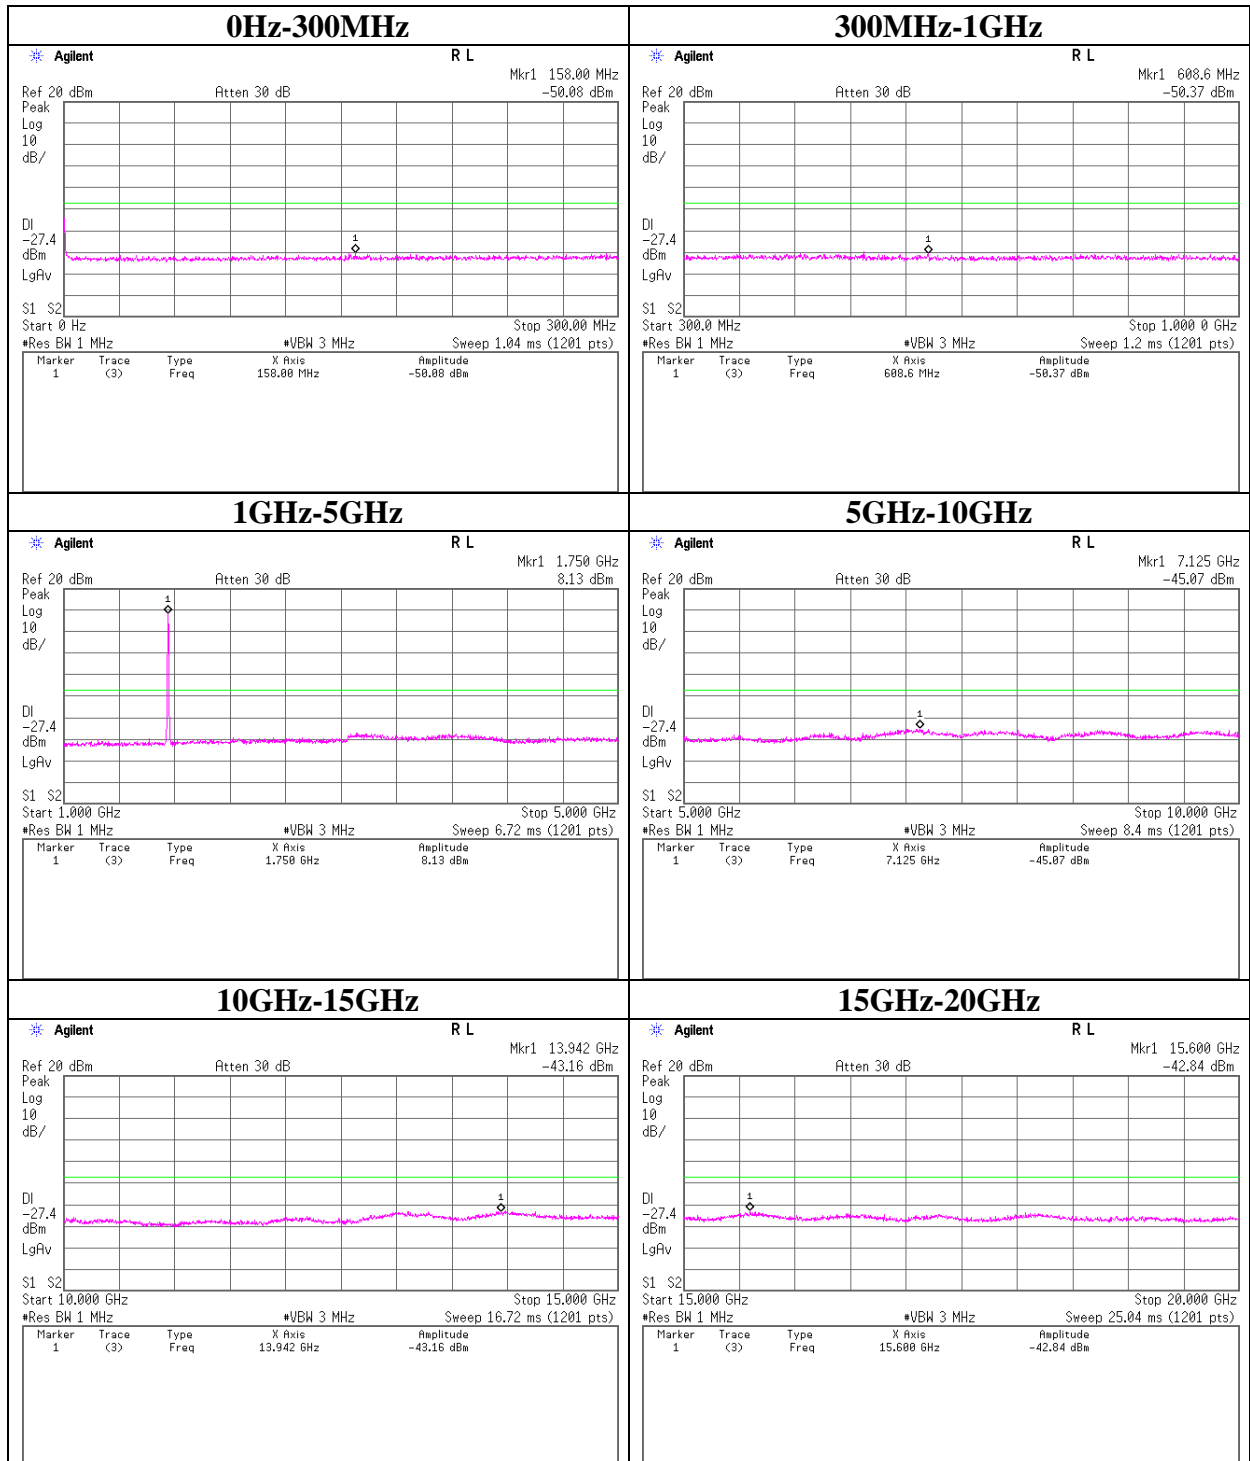 0Hz-300MHz
Agilent
R L
Mkr1 158.00 MHz
Ref 20 dBm Atten 30 dB -50.08 dBm
Peak
Log
10
dB/
1
DI
-27.4
dBm
LgAv
S1 S2
Start 0 Hz Stop 300.00 MHz
#Res BW 1 MHz #VBW 3 MHz Sweep 1.04 ms (1201 pts)
Marker Trace Type X Axis Amplitude
1 (3) Freq 158.00 MHz -50.08 dBm
300MHz-1GHz
Agilent
R L
Mkr1 608.6 MHz
Ref 20 dBm Atten 30 dB -50.37 dBm
Peak
Log
10
dB/
1
DI
-27.4
dBm
LgAv
S1 S2
Start 300.0 MHz Stop 1.000 0 GHz
#Res BW 1 MHz #VBW 3 MHz Sweep 1.2 ms (1201 pts)
Marker Trace Type X Axis Amplitude
1 (3) Freq 608.6 MHz -50.37 dBm
1GHz-5GHz
Agilent
R L
Mkr1 1.750 GHz
Ref 20 dBm Atten 30 dB 8.13 dBm
Peak
1
Log
10
dB/
DI
-27.4
dBm
LgAv
S1 S2
Start 1.000 GHz Stop 5.000 GHz
#Res BW 1 MHz #VBW 3 MHz Sweep 6.72 ms (1201 pts)
Marker Trace Type X Axis Amplitude
1 (3) Freq 1.750 GHz 8.13 dBm
5GHz-10GHz
Agilent
R L
Mkr1 7.125 GHz
Ref 20 dBm Atten 30 dB -45.07 dBm
Peak
Log
10
dB/
1
DI
-27.4
dBm
LgAv
S1 S2
Start 5.000 GHz Stop 10.000 GHz
#Res BW 1 MHz #VBW 3 MHz Sweep 8.4 ms (1201 pts)
Marker Trace Type X Axis Amplitude
1 (3) Freq 7.125 GHz -45.07 dBm
10GHz-15GHz
Agilent
R L
Mkr1 13.942 GHz
Ref 20 dBm Atten 30 dB -43.16 dBm
Peak
Log
10
dB/
1
DI
-27.4
dBm
LgAv
S1 S2
Start 10.000 GHz Stop 15.000 GHz
#Res BW 1 MHz #VBW 3 MHz Sweep 16.72 ms (1201 pts)
Marker Trace Type X Axis Amplitude
1 (3) Freq 13.942 GHz -43.16 dBm
15GHz-20GHz
Agilent
R L
Mkr1 15.600 GHz
Ref 20 dBm Atten 30 dB -42.84 dBm
Peak
Log
10
dB/
1
DI
-27.4
dBm
LgAv
S1 S2
Start 15.000 GHz Stop 20.000 GHz
#Res BW 1 MHz #VBW 3 MHz Sweep 25.04 ms (1201 pts)
Marker Trace Type X Axis Amplitude
1 (3) Freq 15.600 GHz -42.84 dBm